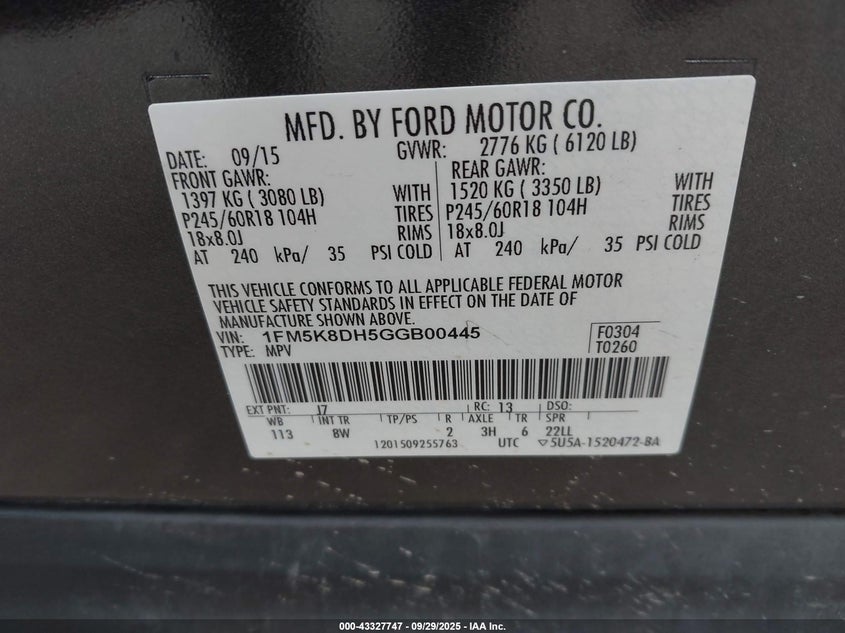 MFD. BY FORD MOTOR CO.
DATE: 09/15 GVWR: 2776 KG ( 6120 LB)
FRONT GAWR: REAR GAWR:
1397 KG ( 3080 LB) WITH 1520 KG ( 3350 LB) WITH
P245/60R18 104H TIRES P245/60R18 104H TIRES
18x8.0J RIMS 18x8.0J RIMS
AT 240 kPa/ 35 PSI COLD AT 240 kPa/ 35 PSI COLD
THIS VEHICLE CONFORMS TO ALL APPLICABLE FEDERAL MOTOR
VEHICLE SAFETY STANDARDS IN EFFECT ON THE DATE OF
MANUFACTURE SHOWN ABOVE.
VIN: 1FM5K8DH5GGB00445 F0304
TYPE: MPV T0260
EXT PNT: J7 RC: 13 DSO:
WB INT TR TP/PS R AXLE TR SPR
113 8W 2 3H 6 22LL
1201509255763 UTC ▽5U5A-1520472-BA
000-43327747 - 09/29/2025 - IAA Inc.